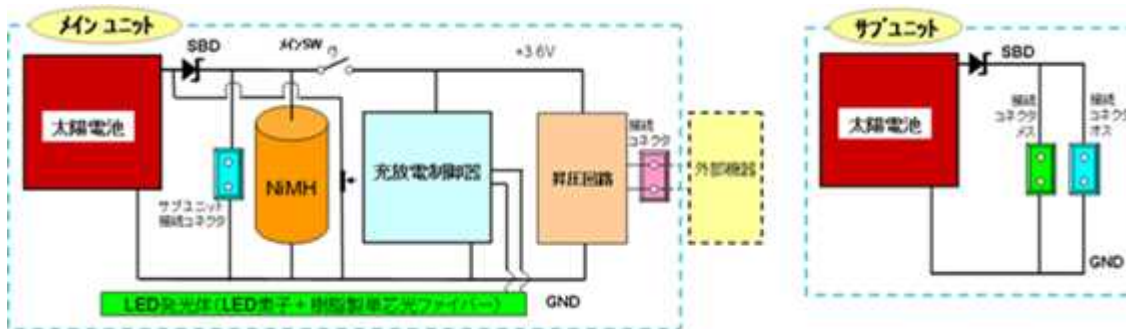 メイン ユニット
SBD
メインSW
+3.6V
太陽電池
NiMH
サブユニット
接続コネクタ
充放電制御器
昇圧回路
接続
コネクタ
外部機器
LED発光体(LED素子+樹脂製単芯光ファイバー)
GND
サブユニット
SBD
太陽電池
接続
コネクタ
メス
接続
コネクタ
オス
GND